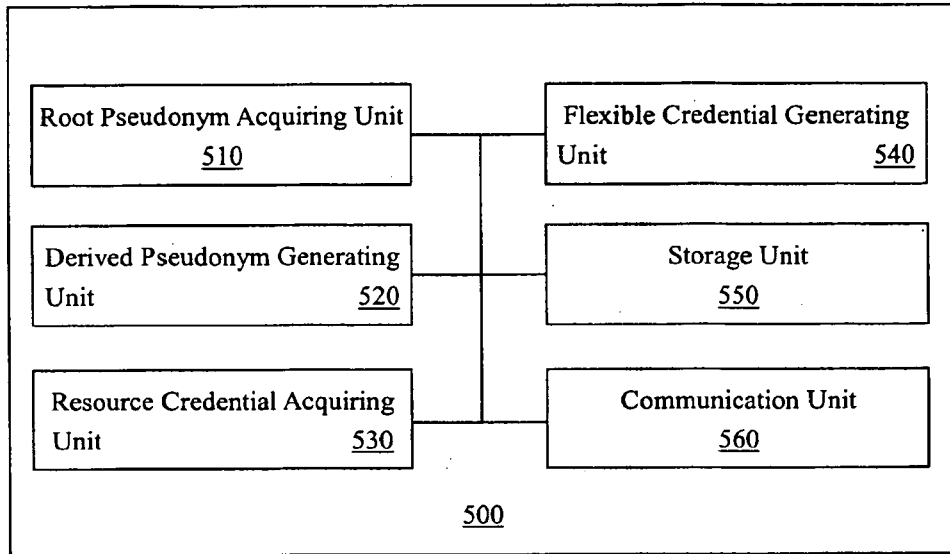 Root Pseudonym Acquiring Unit
510
Flexible Credential Generating
Unit 540
Derived Pseudonym Generating
Unit 520
Storage Unit
550
Resource Credential Acquiring
Unit 530
Communication Unit
560
500